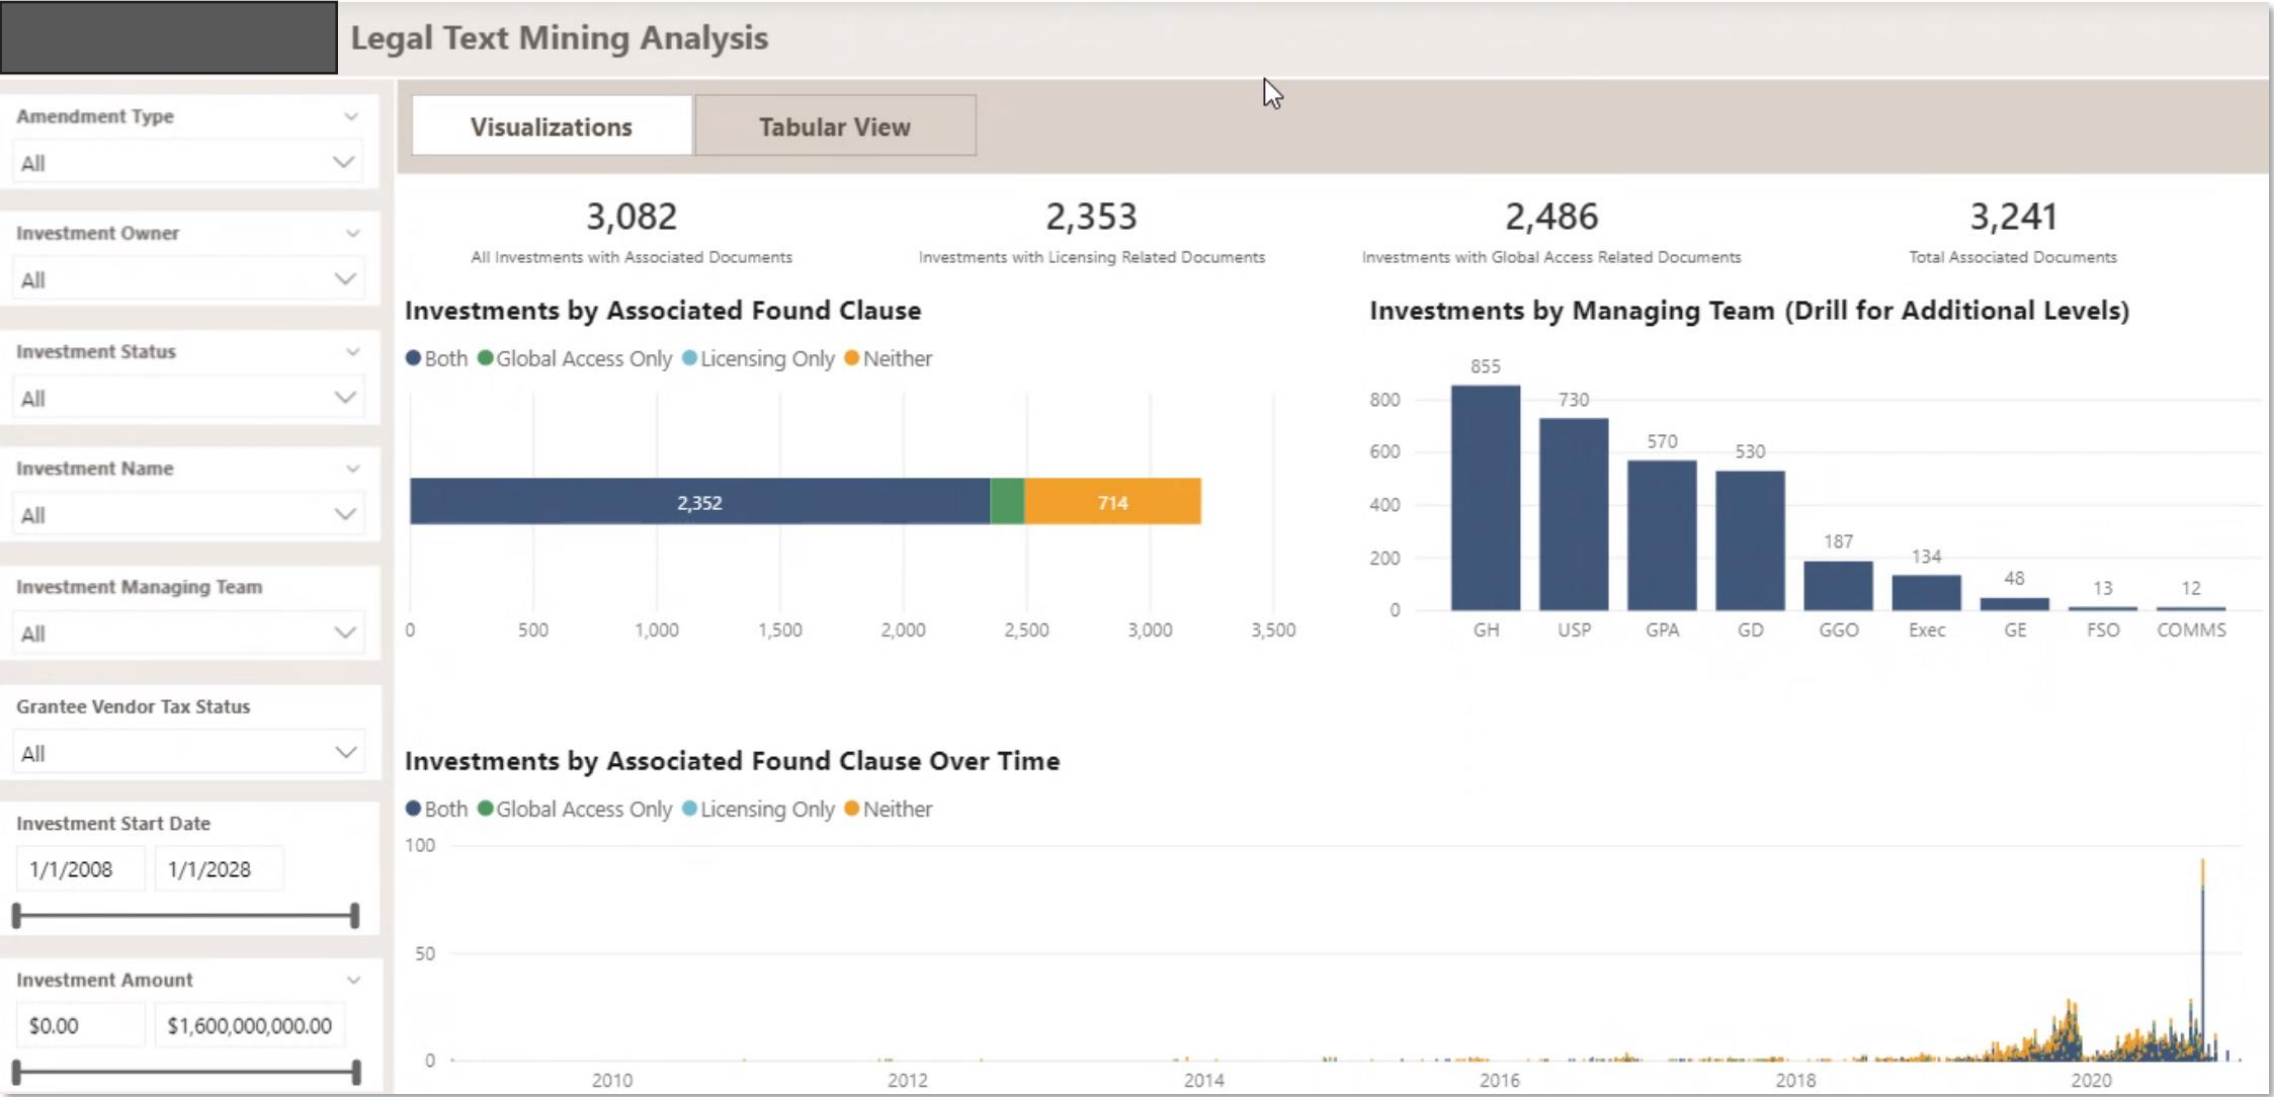 Legal Text Mining Analysis
Amendment Type
All
Investment Owner
All
Investment Status
All
Investment Name
All
Investment Managing Team
All
Grantee Vendor Tax Status
All
Investment Start Date
1/1/2008 1/1/2028
Investment Amount
$0.00 $1,600,000,000.00
Visualizations Tabular View
3,082 2,353 2,486 3,241
All Investments with Associated Documents Investments with Licensing Related Documents Investments with Global Access Related Documents Total Associated Documents
Investments by Associated Found Clause
Both Global Access Only Licensing Only Neither
2,352 714
0 500 1,000 1,500 2,000 2,500 3,000 3,500
Investments by Managing Team (Drill for Additional Levels)
855
800 730
570
600 530
400
187
200 134
48 13 12
0
GH USP GPA GD GGO Exec GE FSO COMMS
Investments by Associated Found Clause Over Time
Both Global Access Only Licensing Only Neither
100
50
0
2010 2012 2014 2016 2018 2020